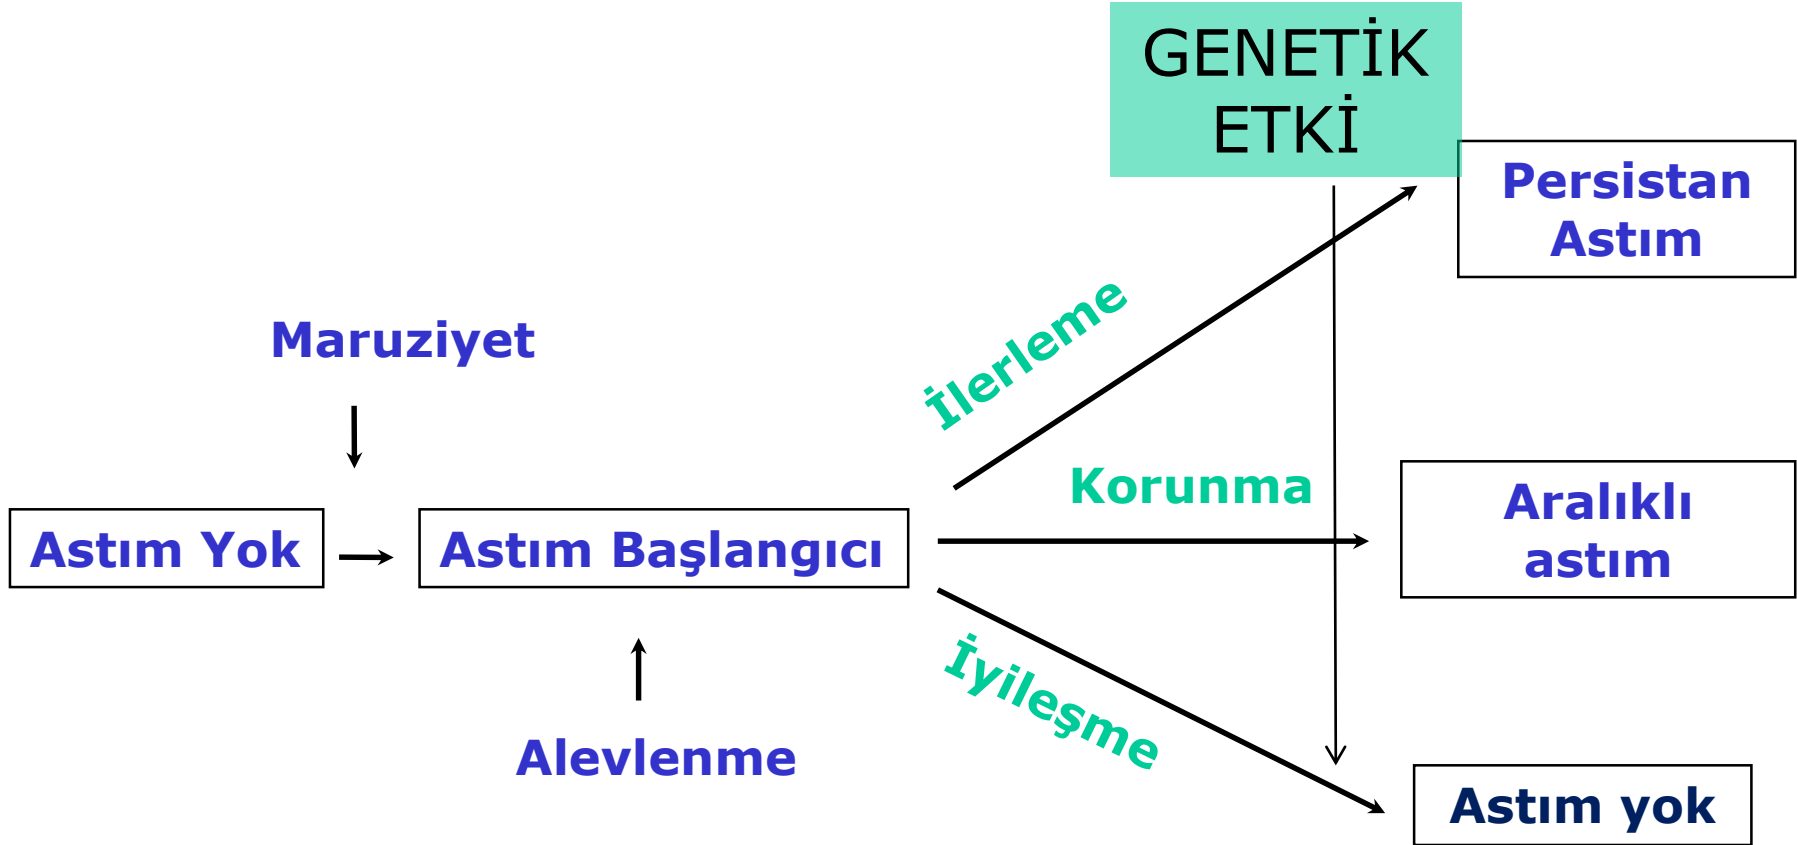 GENETİK
ETKİ
Persistan
Astım
Maruziyet
İlerleme
Korunma
Aralıklı
astım
Astım Yok
Astım Başlangıcı
İyileşme
Alevlenme
Astım yok